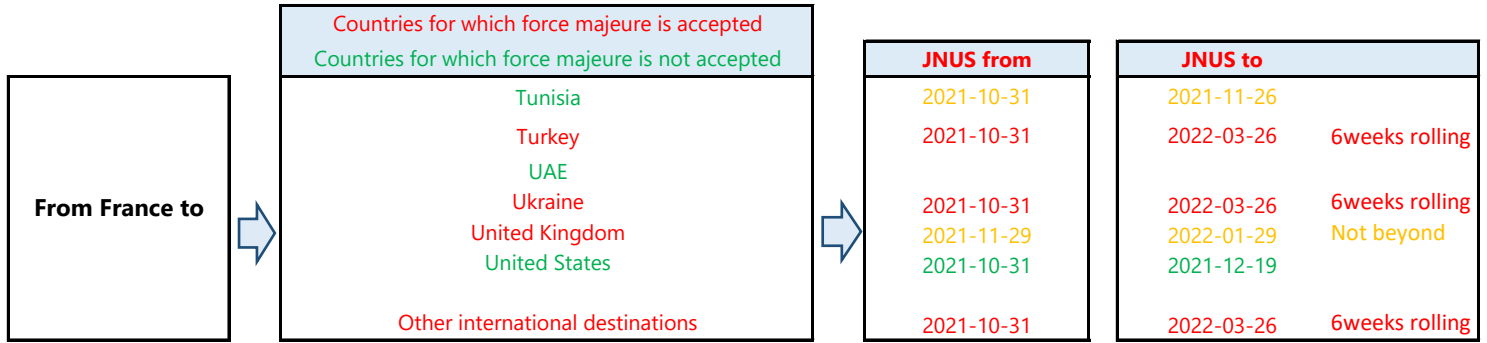 Countries for which force majeure is accepted
Countries for which force majeure is not accepted
JNUS from
JNUS to
From France to
Tunisia
2021-10-31
2021-11-26
Turkey
2021-10-31
2022-03-26
6weeks rolling
UAE
Ukraine
2021-10-31
2022-03-26
6weeks rolling
United Kingdom
2021-11-29
2022-01-29
Not beyond
United States
2021-10-31
2021-12-19
Other international destinations
2021-10-31
2022-03-26
6weeks rolling